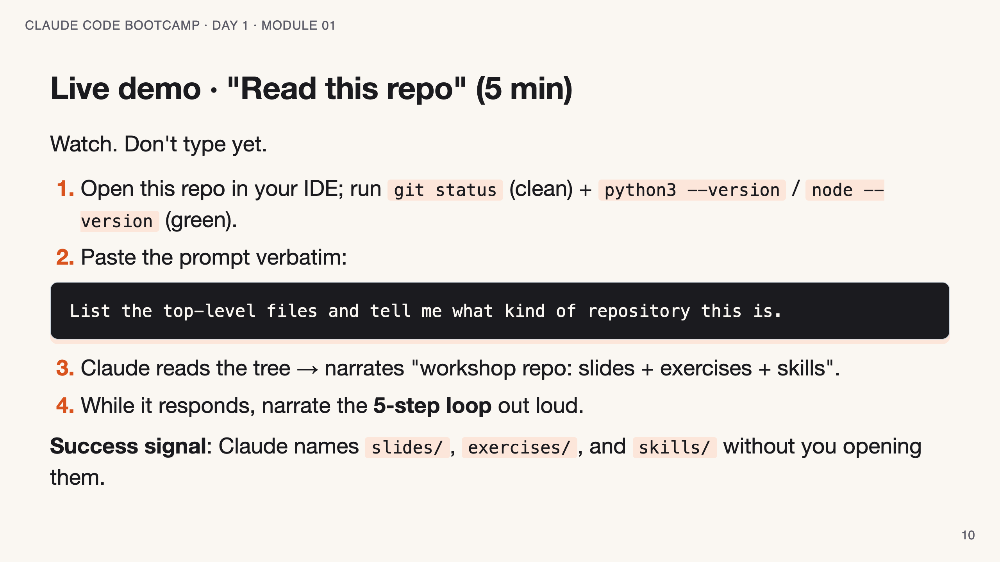 CLAUDE CODE BOOTCAMP · DAY 1 · MODULE 01
Live demo · "Read this repo" (5 min)
Watch. Don't type yet.
1. Open this repo in your IDE; run git status (clean) + python3 --version / node --
version (green).
2. Paste the prompt verbatim:
List the top-level files and tell me what kind of repository this is.
3. Claude reads the tree → narrates "workshop repo: slides + exercises + skills".
4. While it responds, narrate the 5-step loop out loud.
Success signal: Claude names slides/, exercises/, and skills/ without you opening
them.
10